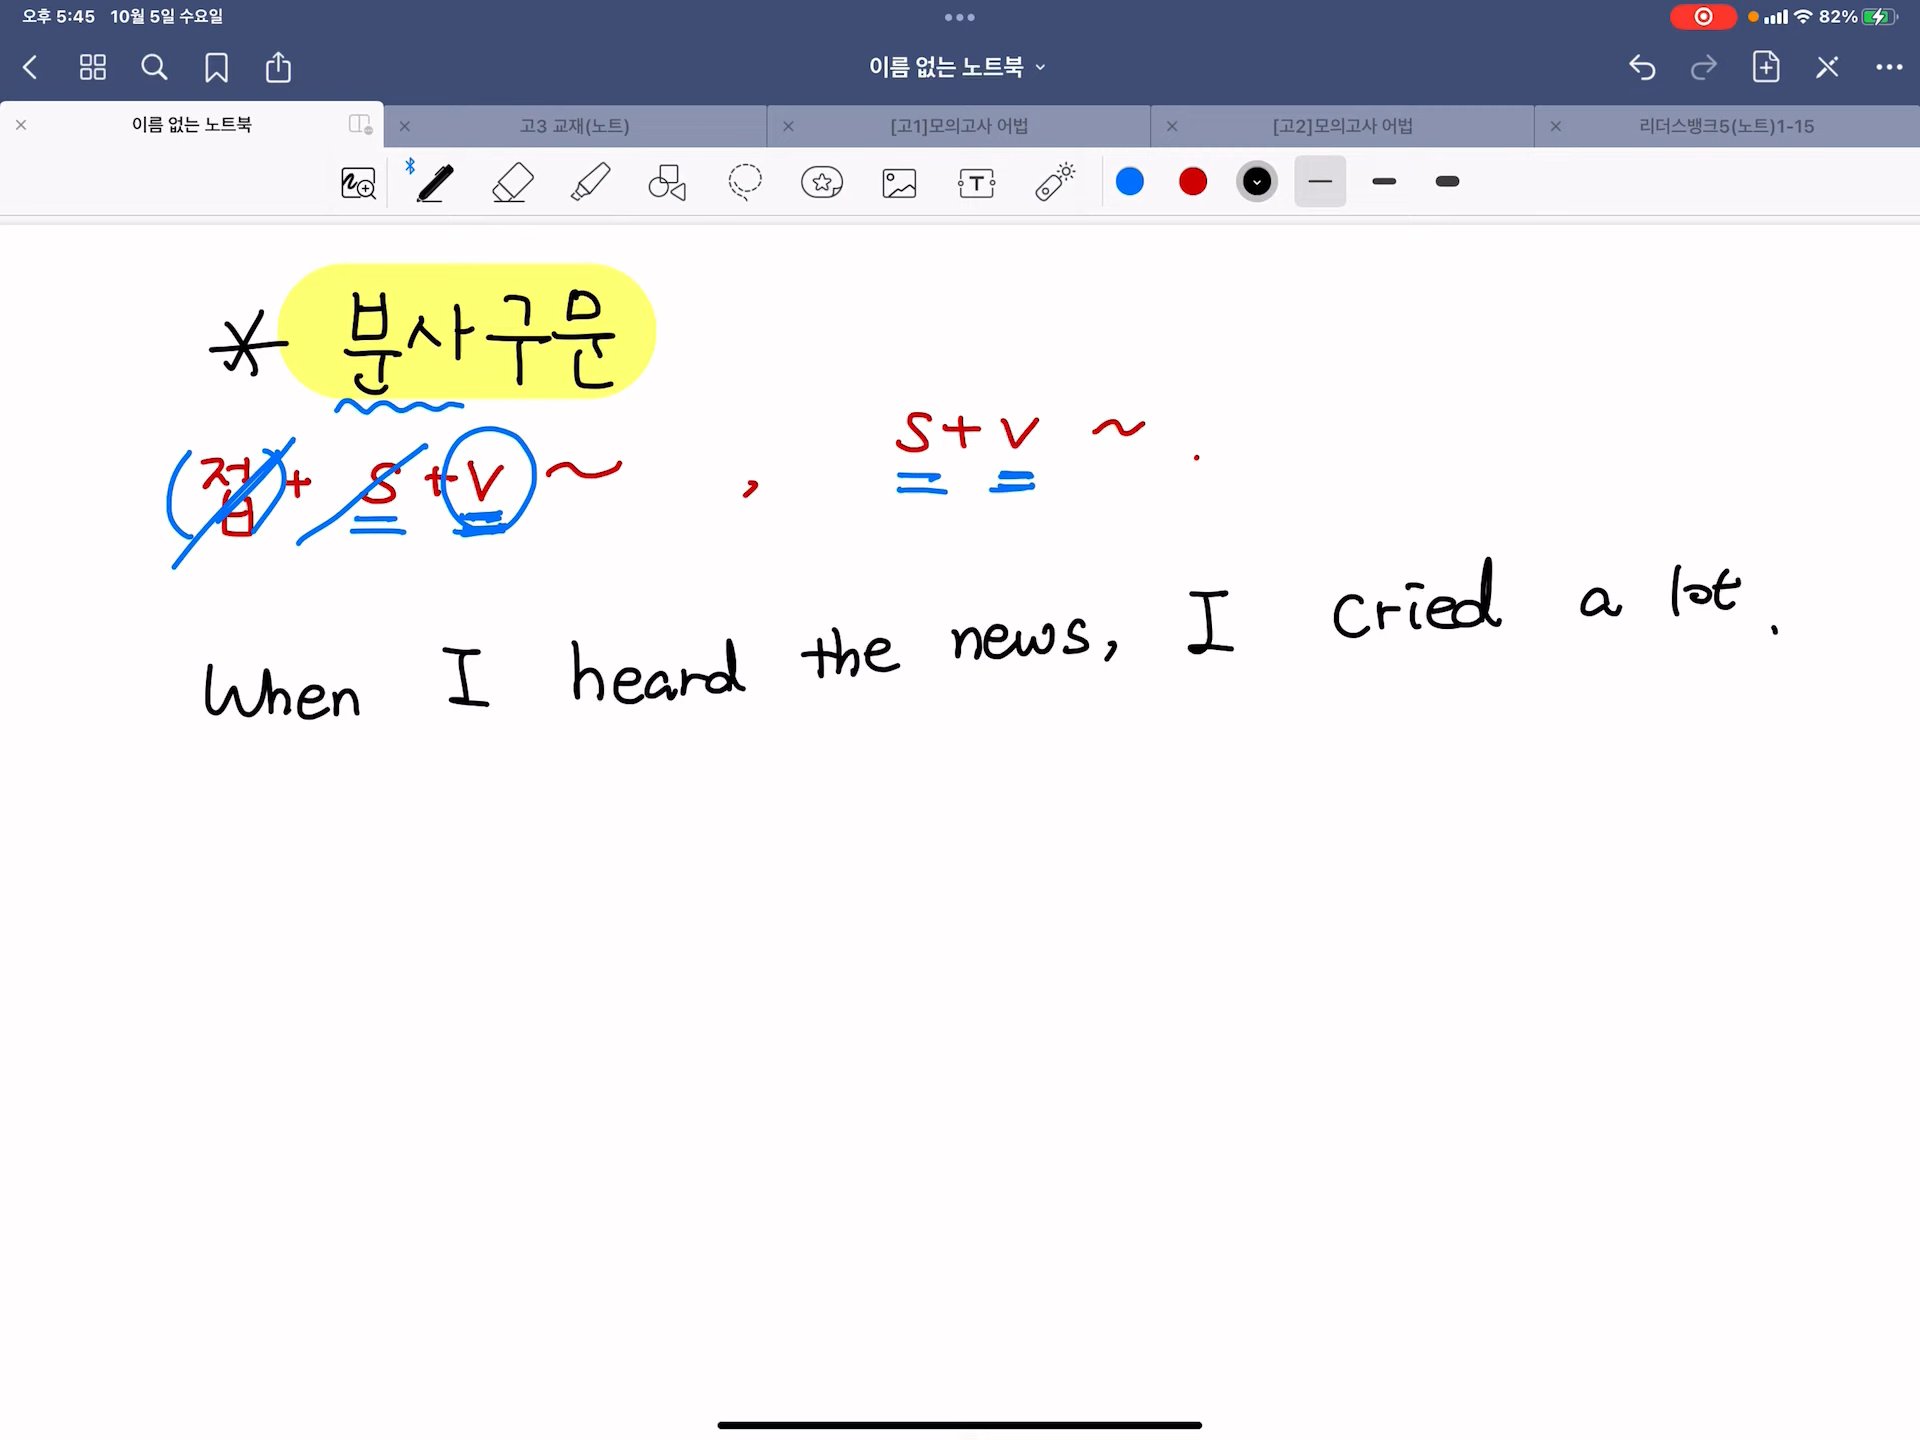 오후 5:45 10월 5일 수요일 82%
이름 없는 노트북
이름 없는 노트북 고3 교재(노트) [고1]모의고사 어법 [고2]모의고사 어법 리더스뱅크5(노트)1-15
T
* 분사구문
(접) + S + V ~ , S + V ~ .
When I heard the news, I cried a lot.